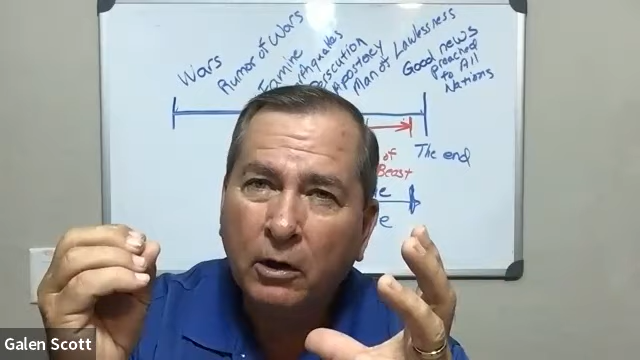 Wars
Rumor of Wars
Famine
Earthquakes
Persecution
Apostocy
Man of Lawlessness
Good news
preached
to All
Nations
of
Beast
The end
Galen Scott